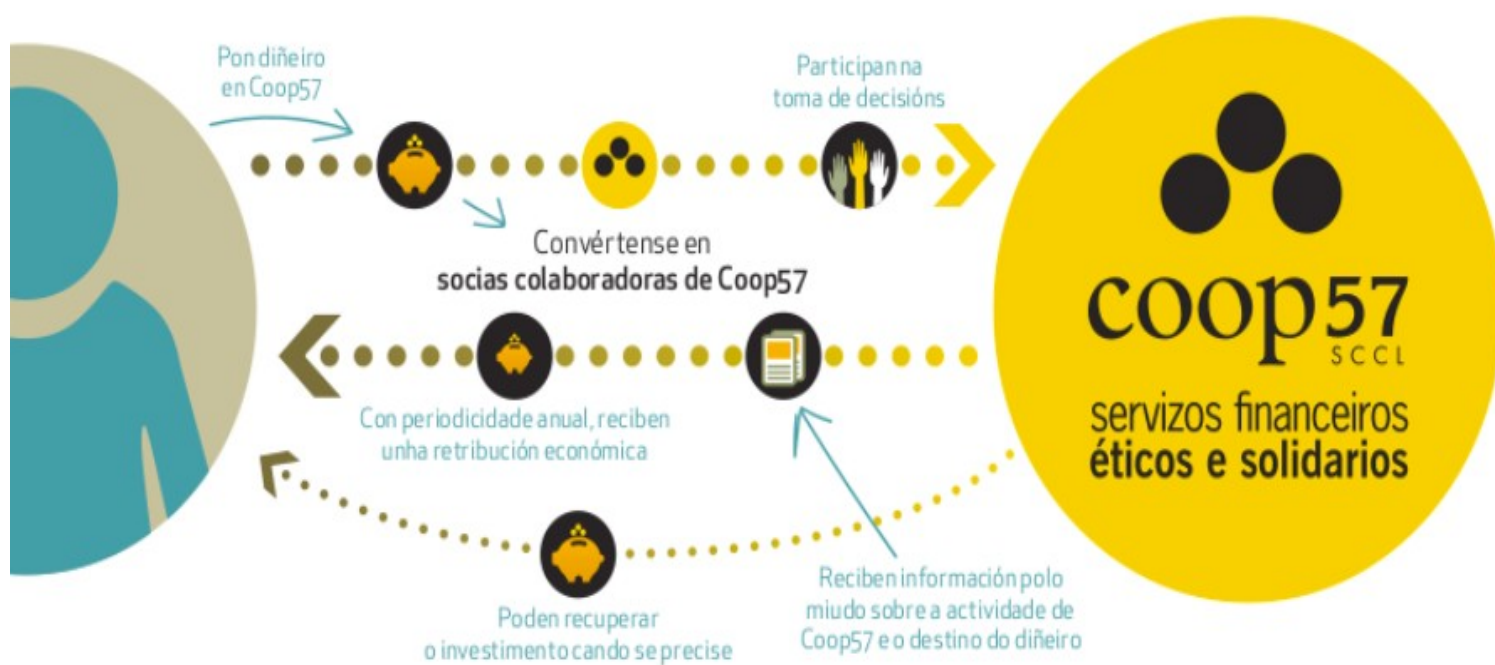 Pon diñeiro
en Coop57
Participan na
toma de decisións
Convértense en
socias colaboradoras de Coop57
Con periodicidade anual, reciben
unha retribución económica
Poden recuperar
o investimento cando se precise
Reciben información polo
miudo sobre a actividade de
Coop57 e o destino do diñeiro
coop57
SCCL
servizos financeiros
éticos e solidarios